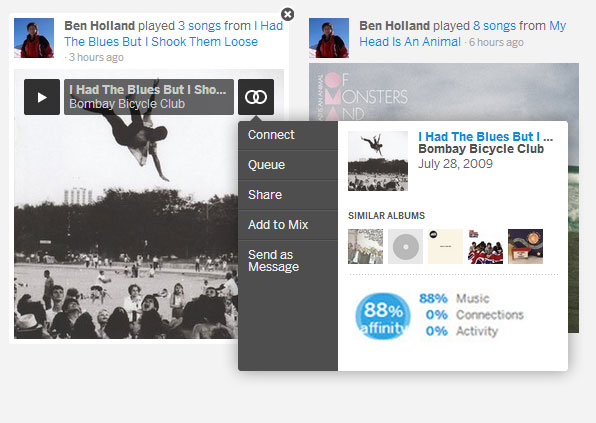 Ben Holland played 3 songs from I Had
The Blues But I Shook Them Loose
· 3 hours ago
I Had The Blues But I Sho...
Bombay Bicycle Club
Ben Holland played 8 songs from My
Head Is An Animal · 6 hours ago
OF
MONSTERS
AND
Connect
Queue
Share
Add to Mix
Send as
Message
I Had The Blues But I ...
Bombay Bicycle Club
July 28, 2009
SIMILAR ALBUMS
88%
affinity
88% Music
0% Connections
0% Activity